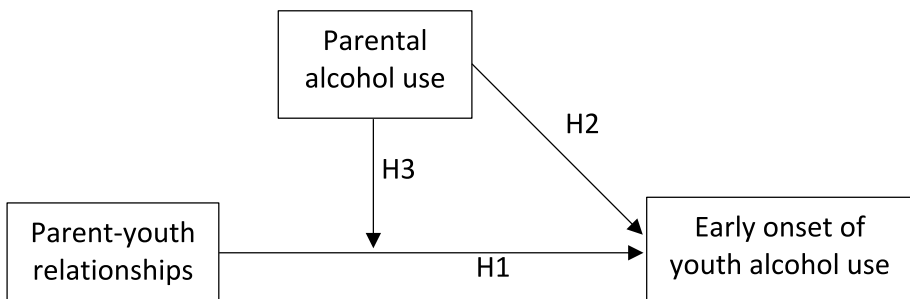 Parental
alcohol use
H2
H3
Parent-youth
relationships
H1
Early onset of
youth alcohol use